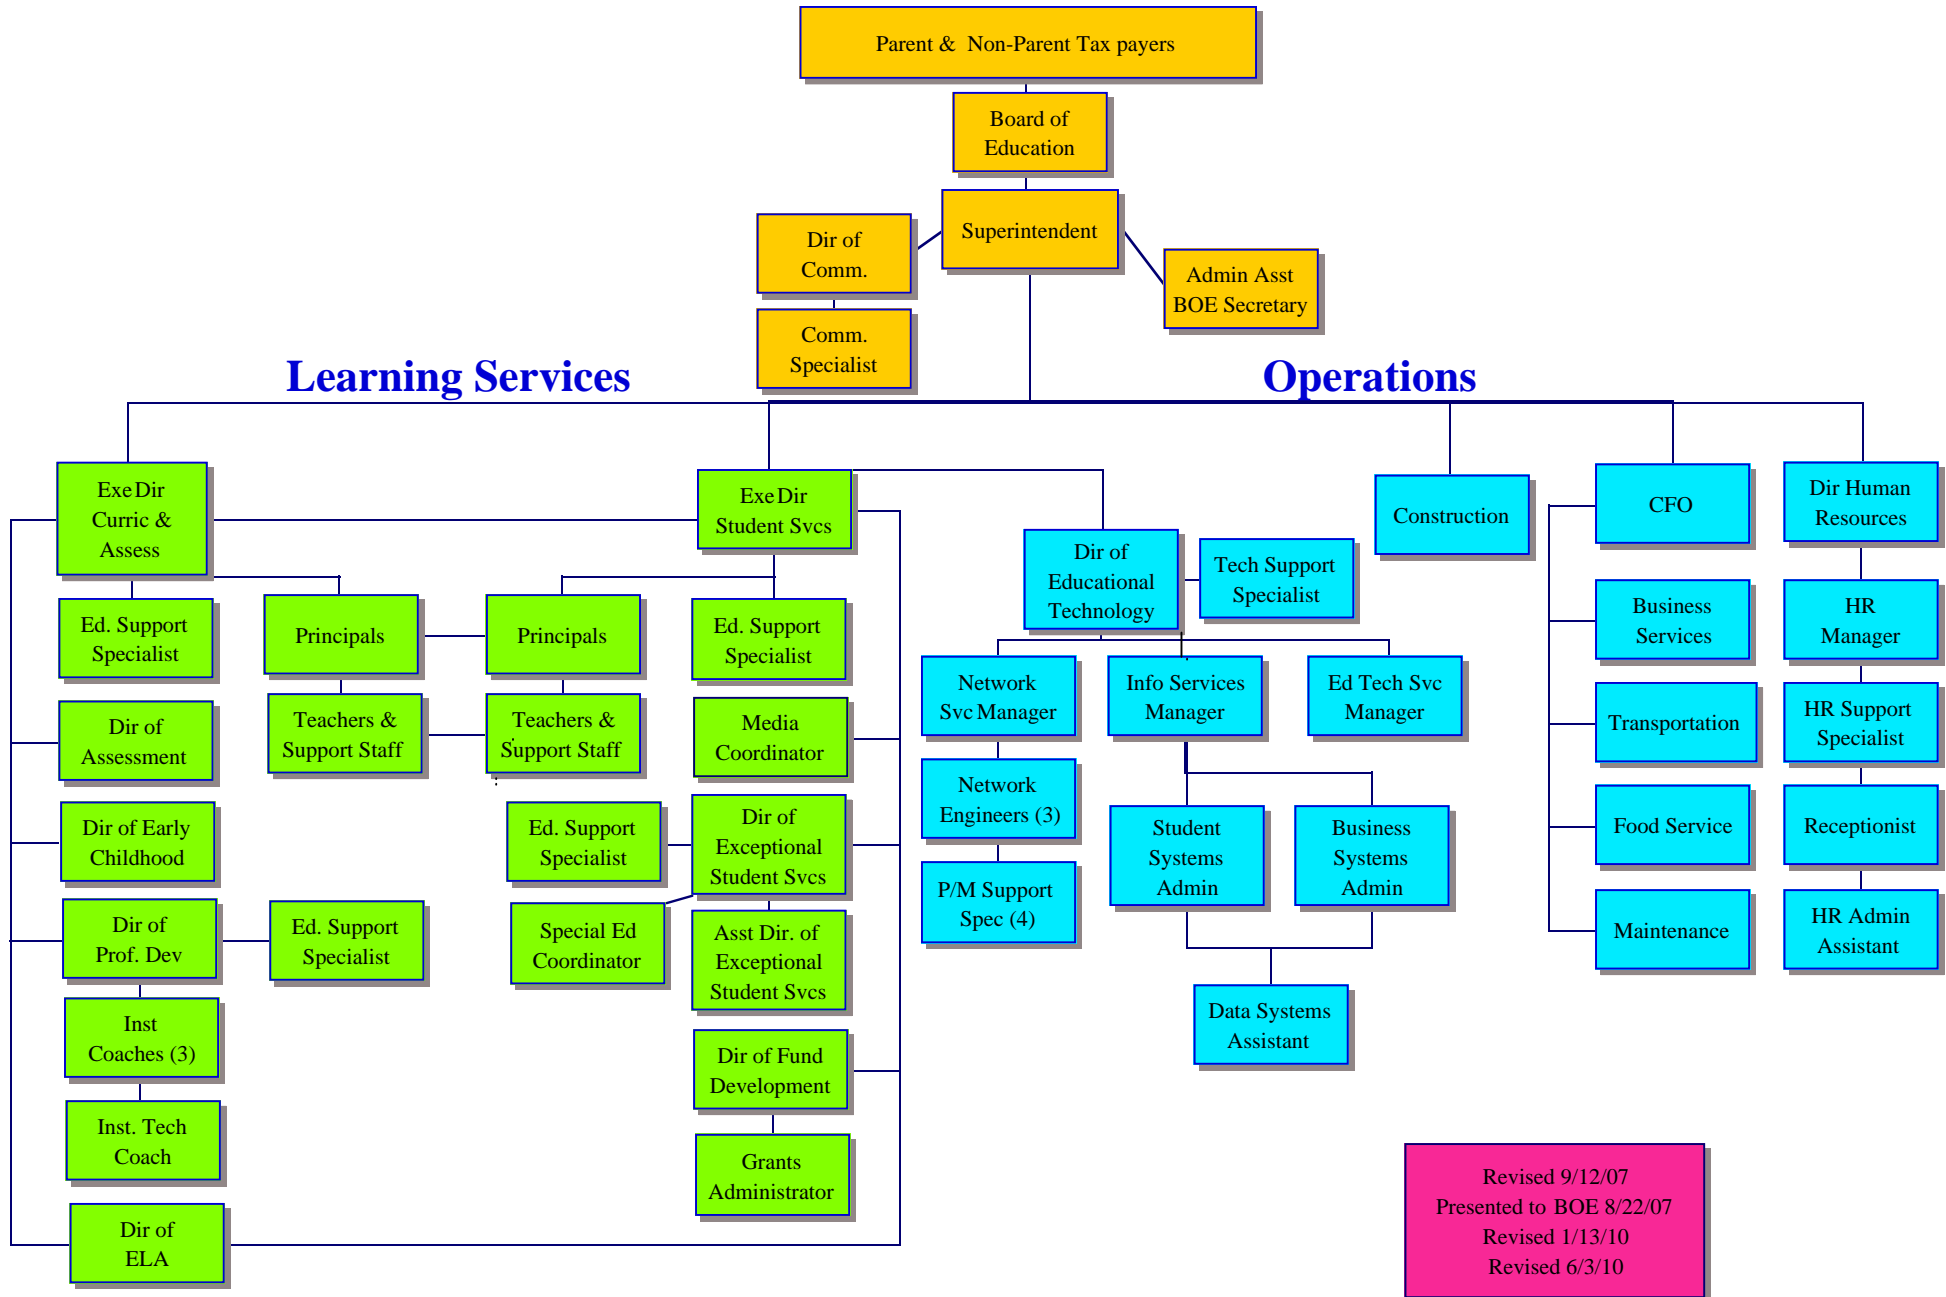 Parent & Non-Parent Tax payers
Board of
Education
Superintendent
Dir of
Comm.
Admin Asst
BOE Secretary
Comm.
Specialist
Learning Services
Operations
Exe Dir
Curric &
Assess
Exe Dir
Student Svcs
Construction
CFO
Dir Human
Resources
Dir of
Educational
Technology
Tech Support
Specialist
Ed. Support
Specialist
Principals
Principals
Ed. Support
Specialist
Business
Services
HR
Manager
Network
Svc Manager
Info Services
Manager
Ed Tech Svc
Manager
Dir of
Assessment
Teachers &
Support Staff
Teachers &
Support Staff
Media
Coordinator
Transportation
HR Support
Specialist
Network
Engineers (3)
Dir of Early
Childhood
Ed. Support
Specialist
Dir of
Exceptional
Student Svcs
Student
Systems
Admin
Business
Systems
Admin
Food Service
Receptionist
P/M Support
Spec (4)
Dir of
Prof. Dev
Ed. Support
Specialist
Special Ed
Coordinator
Asst Dir. of
Exceptional
Student Svcs
Maintenance
HR Admin
Assistant
Data Systems
Assistant
Inst
Coaches (3)
Dir of Fund
Development
Inst. Tech
Coach
Grants
Administrator
Dir of
ELA
Revised 9/12/07
Presented to BOE 8/22/07
Revised 1/13/10
Revised 6/3/10